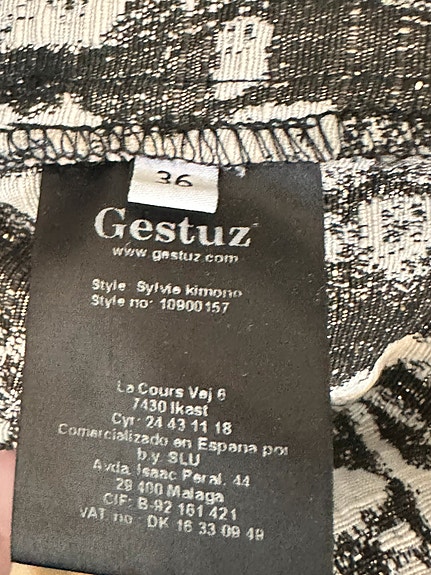 36
Gestuz
www.gestuz.com
Style: Sylvie kimono
Style no: 10900157
La Cours Vej 6
7430 Ikast
Cyr: 24 43 11 18
Comercializado en Espana por
b.y. SLU
Avda. Isaac Peral, 44
29 400 Malaga
CIF: B-92 161 421
VAT no: DK 16 33 09 49